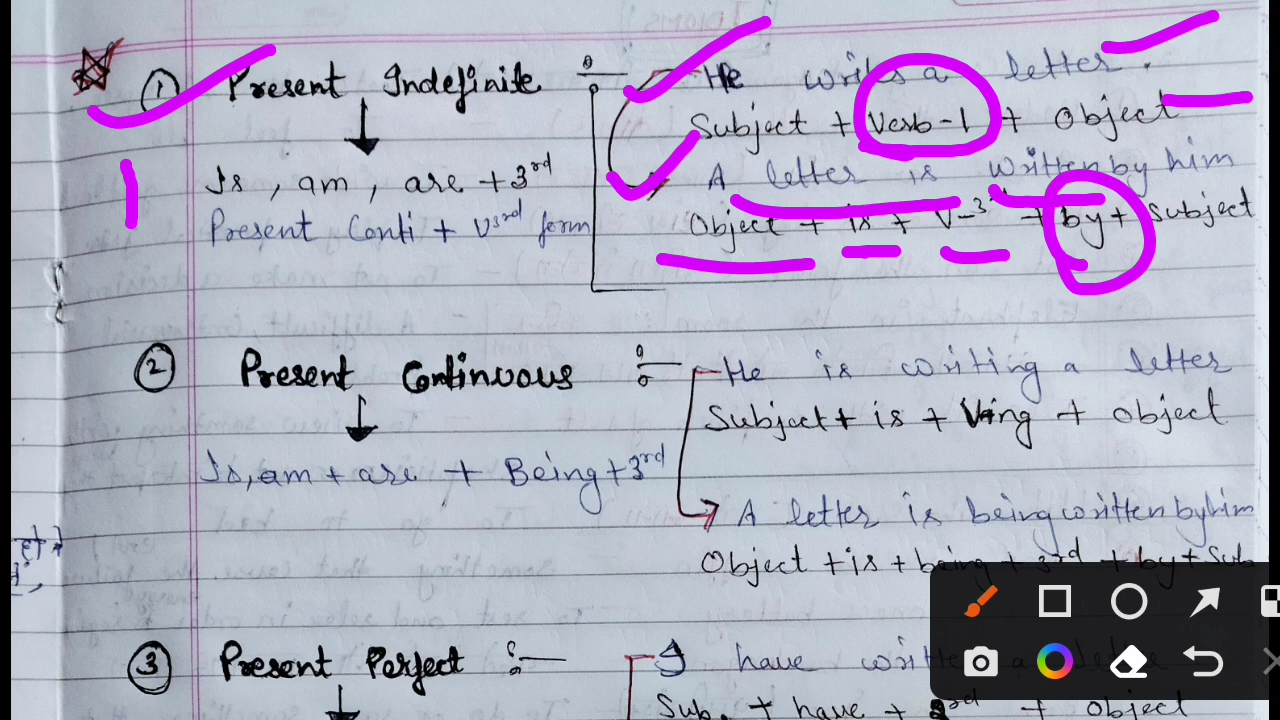 ① Present Indefinite :- He writes a letter.
Subject + Verb-1 + Object
Is, am, are + 3rd
A letter is written by him
Present Conti + V3rd form
Object + is + V-3rd + by + Subject
② Present Continuous :- He is writing a letter
Subject + is + V+ing + object
Is, am + are + Being + 3rd
A letter is being written by him
Object + is + being + 3rd + by + Sub
③ Present Perfect :- I have
Sub. + have + 3rd + object